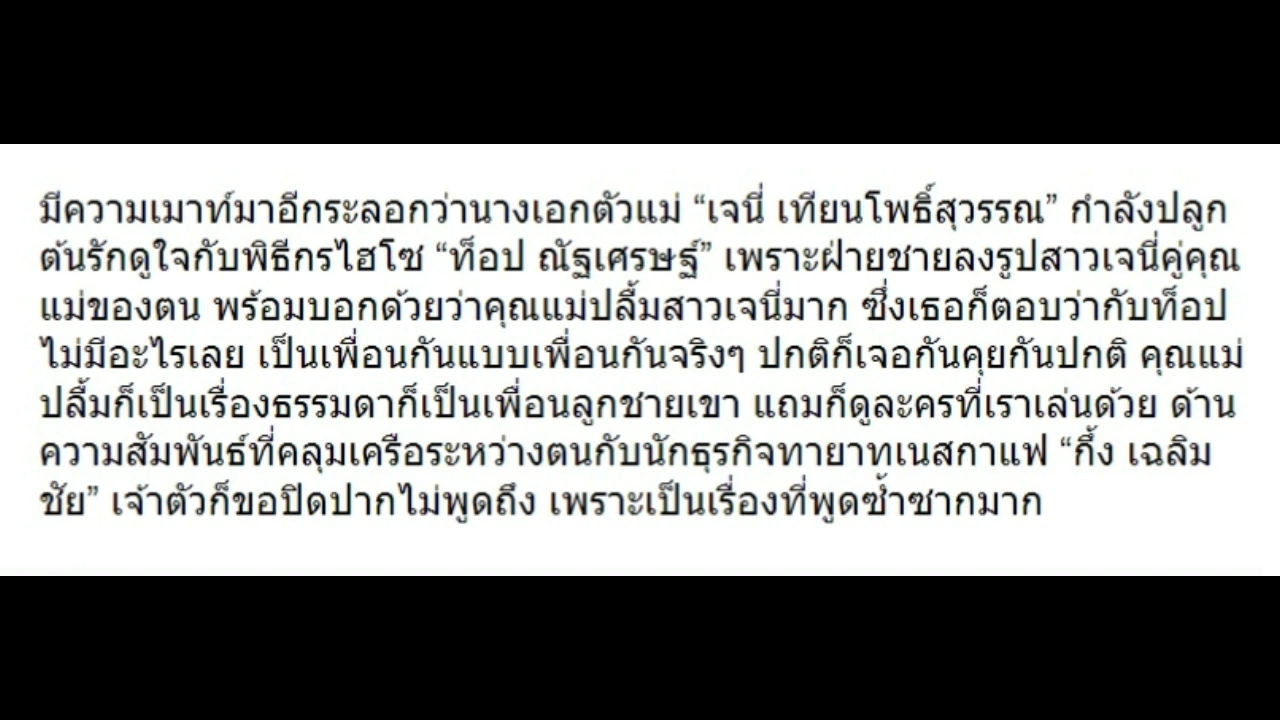 มีความเมาท์มาอีกระลอกว่านางเอกตัวแม่ “เจนี่ เทียนโพธิ์สุวรรณ” กำลังปลูก
ต้นรักดูใจกับพิธีกรไฮโซ “ท็อป ณัฐเศรษฐ์” เพราะฝ่ายชายลงรูปสาวเจนี่คู่คุณ
แม่ของตน พร้อมบอกด้วยว่าคุณแม่ปลื้มสาวเจนี่มาก ซึ่งเธอก็ตอบว่ากับท็อป
ไม่มีอะไรเลย เป็นเพื่อนกันแบบเพื่อนกันจริงๆ ปกติก็เจอกันคุยกันปกติ คุณแม่
ปลื้มก็เป็นเรื่องธรรมดาก็เป็นเพื่อนลูกชายเขา แถมก็ดูละครที่เราเล่นด้วย ด้าน
ความสัมพันธ์ที่คลุมเครือระหว่างตนกับนักธุรกิจทายาทเนสกาแฟ “กึ้ง เฉลิม
ชัย” เจ้าตัวก็ขอปิดปากไม่พูดถึง เพราะเป็นเรื่องที่พูดซ้ำซากมาก